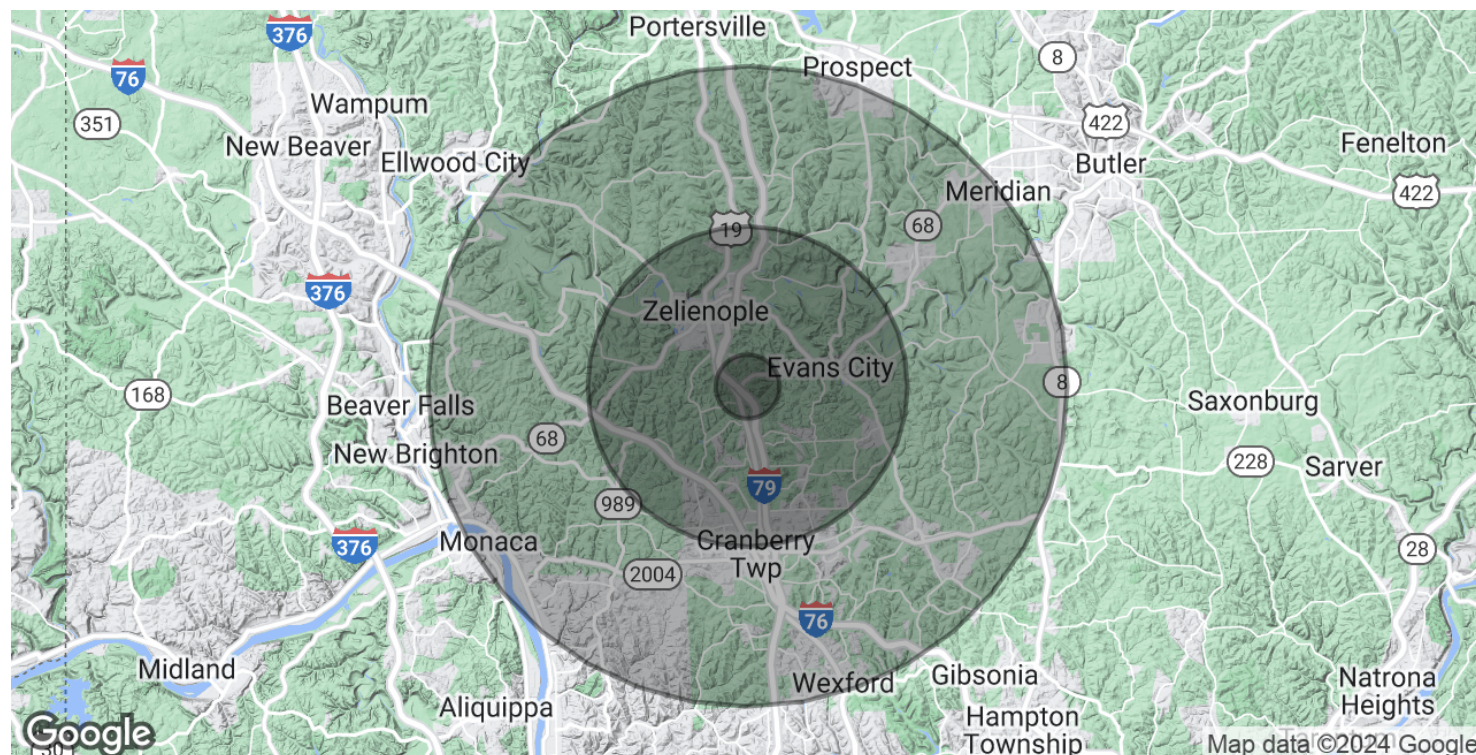 Portersville
376
76
8
Prospect
Wampum
351
422
New Beaver
Fenelton
Ellwood City
Butler
Meridian
422
19
68
376
Zelienople
Evans City
8
168
Saxonburg
Beaver Falls
68
New Brighton
228
Sarver
79
989
376
Monaca
Cranberry
Twp
28
2004
76
Midland
Gibsonia
Wexford
Natrona
Heights
Aliquippa
Hampton
Township
Google
Map data ©2024 Google